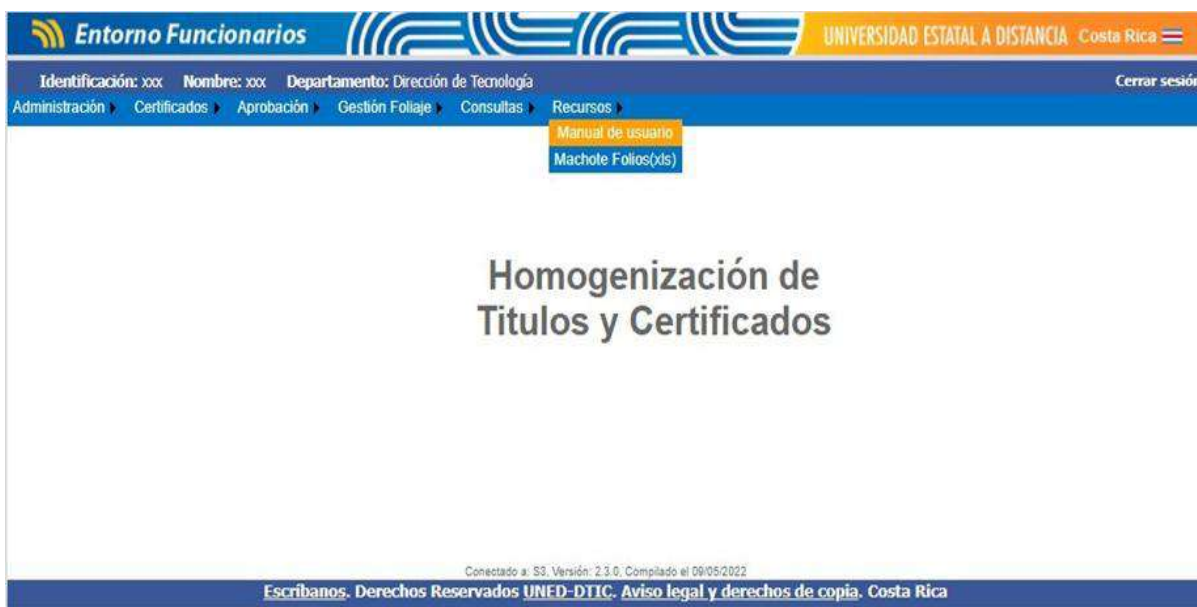 Entorno Funcionarios
UNIVERSIDAD ESTATAL A DISTANCIA Costa Rica
Identificación: xxx Nombre: xxx Departamento: Dirección de Tecnología Cerrar sesión
Administración Certificados Aprobación Gestión Foliaje Consultas Recursos
Manual de usuario
Machote Folios(xls)
Homogenización de
Titulos y Certificados
Conectado a: S3, Versión: 2.3.0, Compilado el 09/05/2022
Escríbanos. Derechos Reservados UNED-DTIC. Aviso legal y derechos de copia. Costa Rica